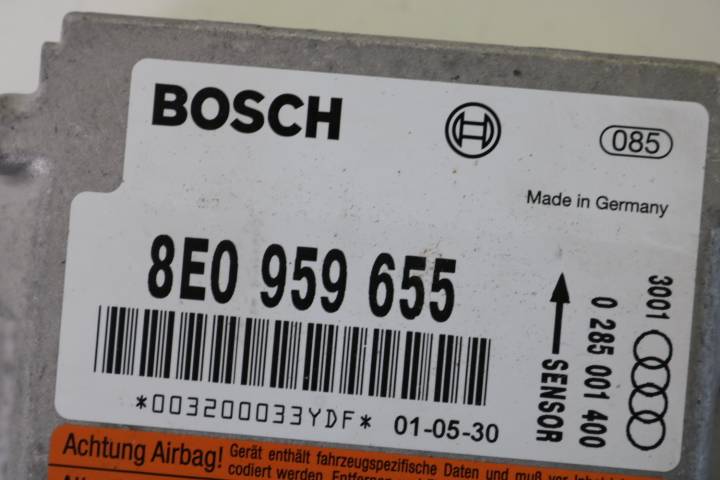 BOSCH
085
Made in Germany
8E0 959 655
3001
0 285 001 400
SENSOR
*003200033YDF* 01-05-30
Achtung Airbag! Gerät enthält fahrzeugspezifische Daten und muß vor
codiert werden.